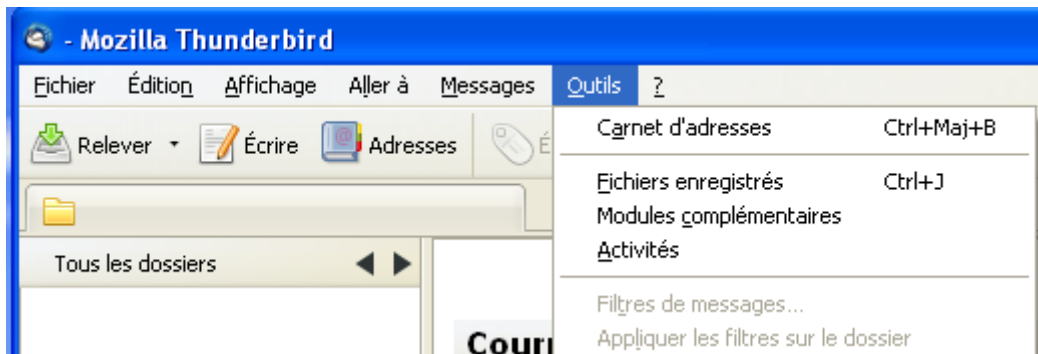 - Mozilla Thunderbird
Fichier Édition Affichage Aller à Messages Outils ?
Relever Écrire Adresses
Carnet d'adresses Ctrl+Maj+B
Fichiers enregistrés Ctrl+J
Modules complémentaires
Activités
Tous les dossiers
Filtres de messages...
Appliquer les filtres sur le dossier